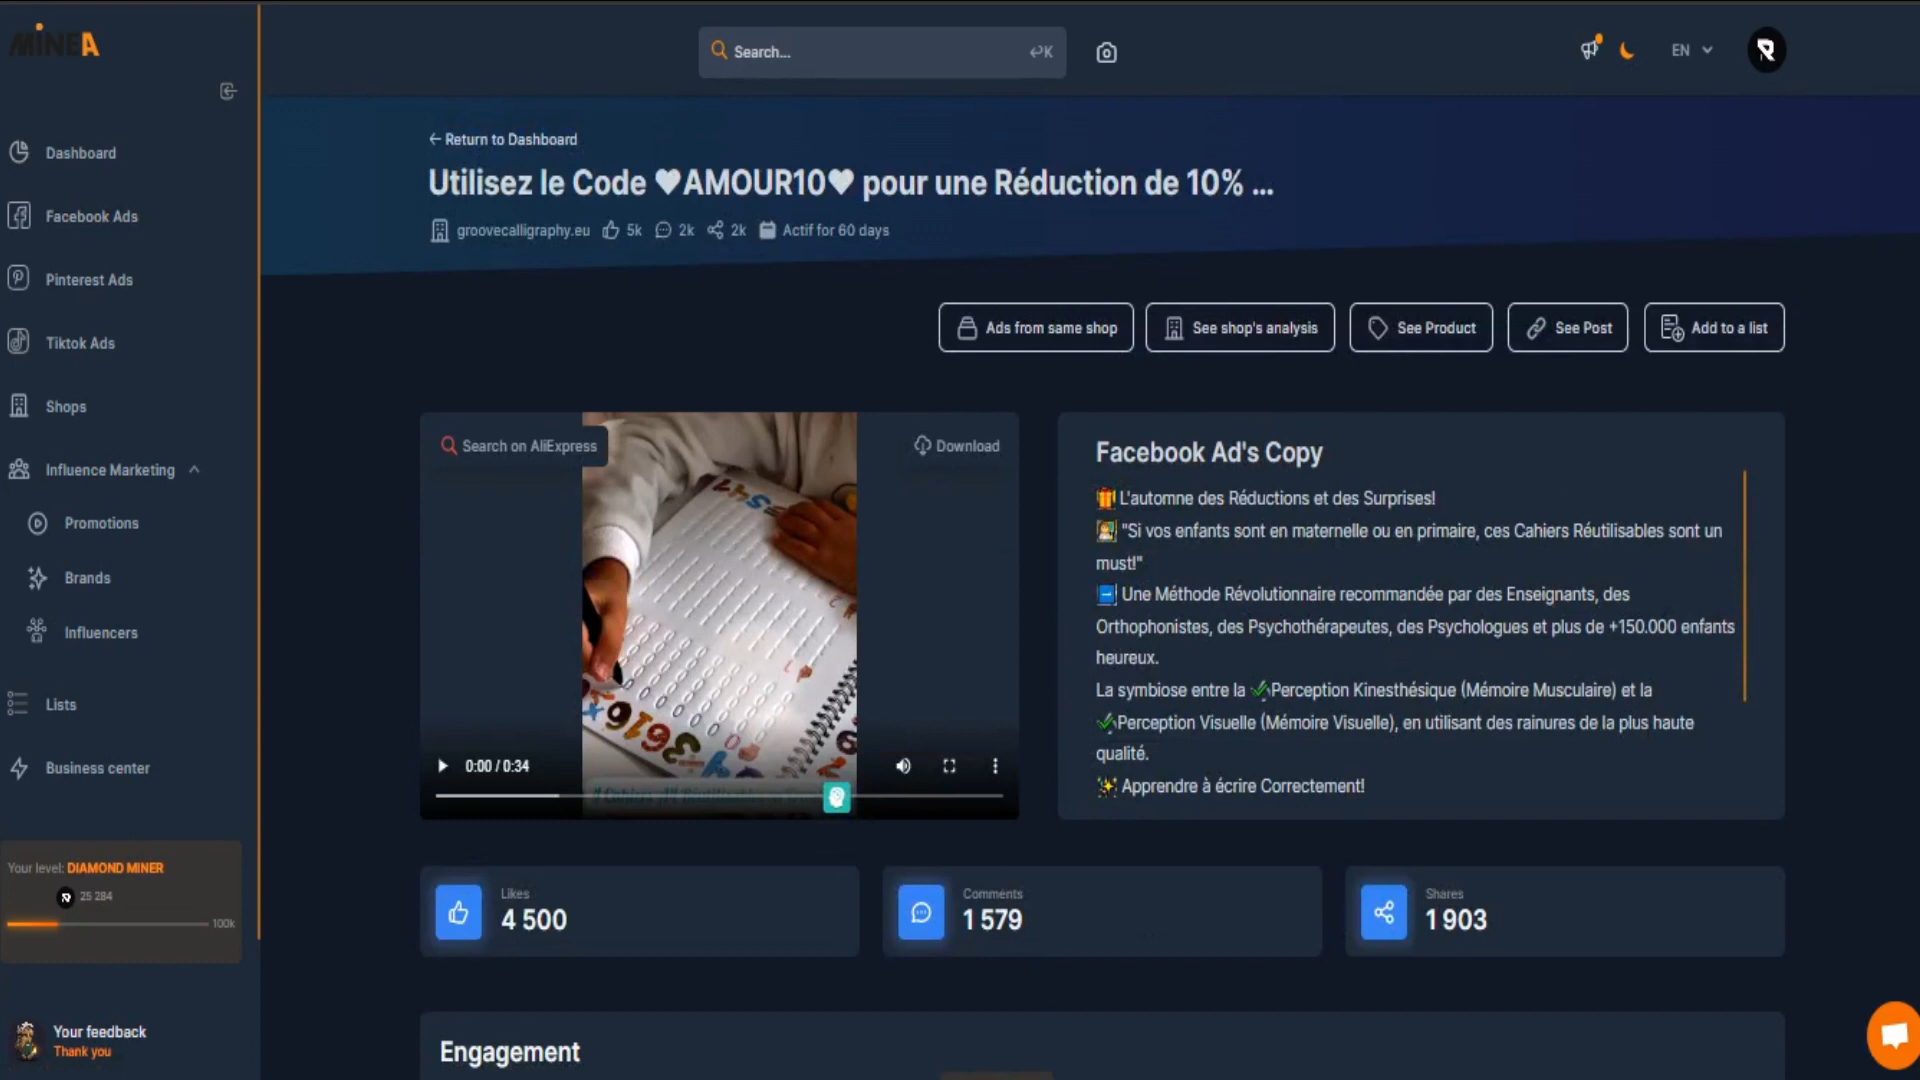 MINEA
Search...
K
EN
Dashboard
Facebook Ads
Pinterest Ads
Tiktok Ads
Shops
Influence Marketing
Promotions
Brands
Influencers
Lists
Business center
Your level: DIAMOND MINER
25 284
100k
Your feedback
Thank you
← Return to Dashboard
Utilisez le Code ♥AMOUR10♥ pour une Réduction de 10% ...
groovecalligraphy.eu 5k 2k 2k Actif for 60 days
Ads from same shop
See shop's analysis
See Product
See Post
Add to a list
Search on AliExpress
Download
0:00 / 0:34
Facebook Ad's Copy
🎁 L'automne des Réductions et des Surprises!
👩‍🏫 "Si vos enfants sont en maternelle ou en primaire, ces Cahiers Réutilisables sont un
must!"
➡️ Une Méthode Révolutionnaire recommandée par des Enseignants, des
Orthophonistes, des Psychothérapeutes, des Psychologues et plus de +150.000 enfants
heureux.
La symbiose entre la ✅Perception Kinesthésique (Mémoire Musculaire) et la
✅Perception Visuelle (Mémoire Visuelle), en utilisant des rainures de la plus haute
qualité.
✨ Apprendre à écrire Correctement!
Likes
4 500
Comments
1 579
Shares
1 903
Engagement